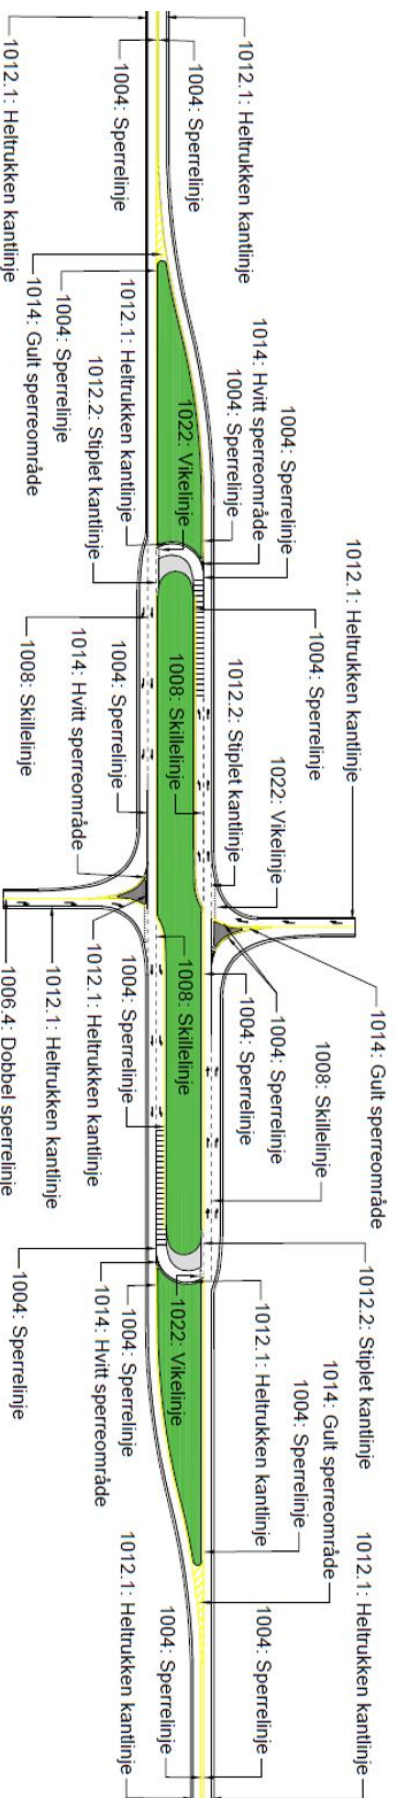 1012.1: Heltrukken kantlinje
1004: Sperrelinje
1004: Sperrelinje
1012.1: Heltrukken kantlinje
1014: Gult sperreområde
1004: Sperrelinje
1012.1: Heltrukken kantlinje
1012.2: Stiplet kantlinje
1022: Vikelinje
1014: Hvitt sperreområde
1004: Sperrelinje
1004: Sperrelinje
1012.1: Heltrukken kantlinje
1004: Sperrelinje
1008: Skillelinje
1014: Hvitt sperreområde
1004: Sperrelinje
1008: Skillelinje
1012.2: Stiplet kantlinje
1022: Vikelinje
1014: Gult sperreområde
1004: Sperrelinje
1004: Sperrelinje
1008: Skillelinje
1008: Skillelinje
1004: Sperrelinje
1012.1: Heltrukken kantlinje
1012.1: Heltrukken kantlinje
1006.4: Dobbel sperrelinje
1012.2: Stiplet kantlinje
1012.1: Heltrukken kantlinje
1022: Vikelinje
1004: Sperrelinje
1014: Hvitt sperreområde
1004: Sperrelinje
1014: Gult sperreområde
1004: Sperrelinje
1012.1: Heltrukken kantlinje
1004: Sperrelinje
1004: Sperrelinje
1012.1: Heltrukken kantlinje